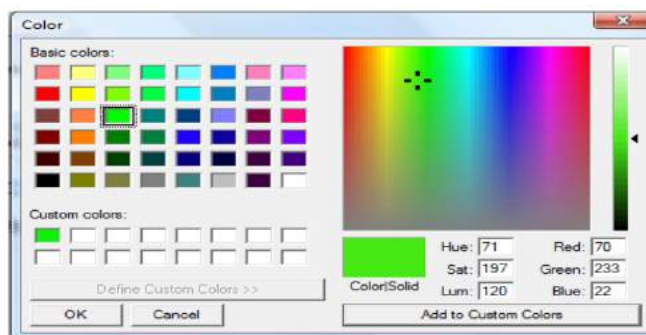 Color
Basic colors:
Custom colors:
Define Custom Colors >>
OK Cancel
Color|Solid
Hue: 71 Red: 70
Sat: 197 Green: 233
Lum: 120 Blue: 22
Add to Custom Colors